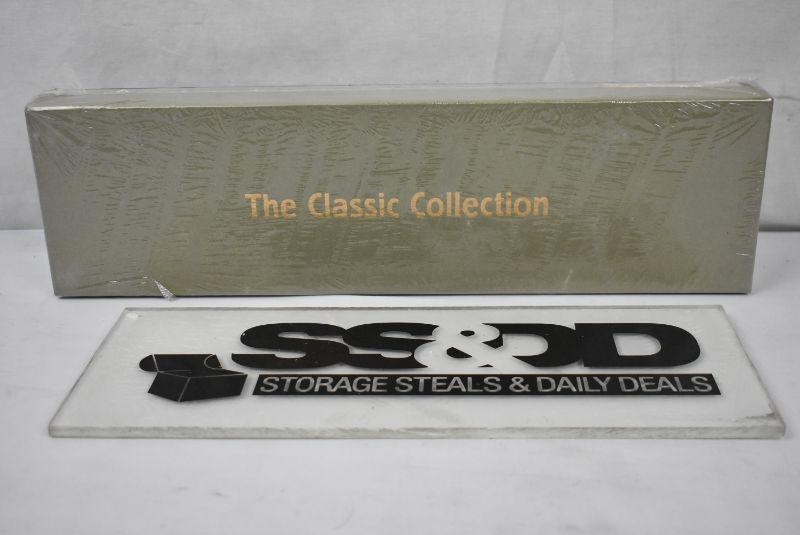 The Classic Collection
SS&DD
STORAGE STEALS & DAILY DEALS